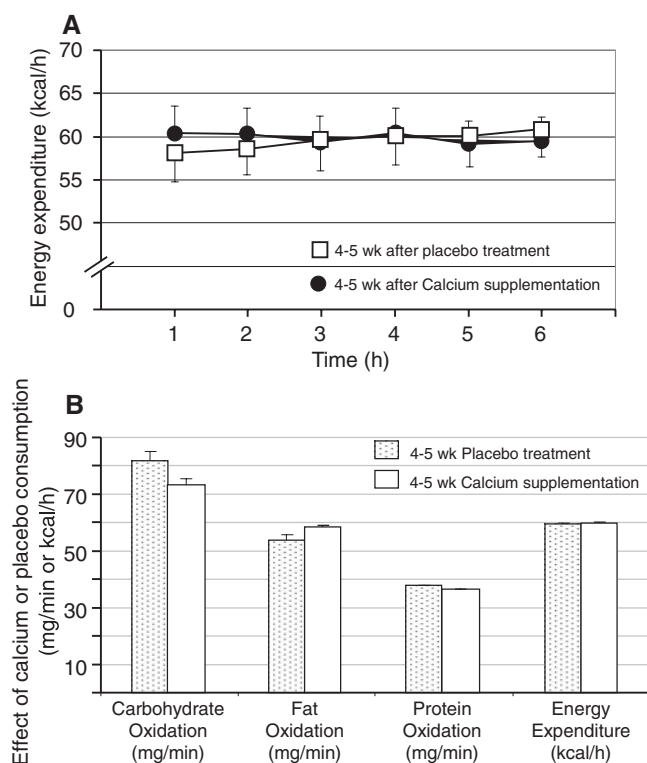 A
Energy expenditure (kcal/h)
70
65
60
55
50
0
4-5 wk after placebo treatment
4-5 wk after Calcium supplementation
1 2 3 4 5 6
Time (h)
B
Effect of calcium or placebo consumption
(mg/min or kcal/h)
90
70
50
30
10
4-5 wk Placebo treatment
4-5 wk Calcium supplementation
Carbohydrate
Oxidation
(mg/min)
Fat
Oxidation
(mg/min)
Protein
Oxidation
(mg/min)
Energy
Expenditure
(kcal/h)